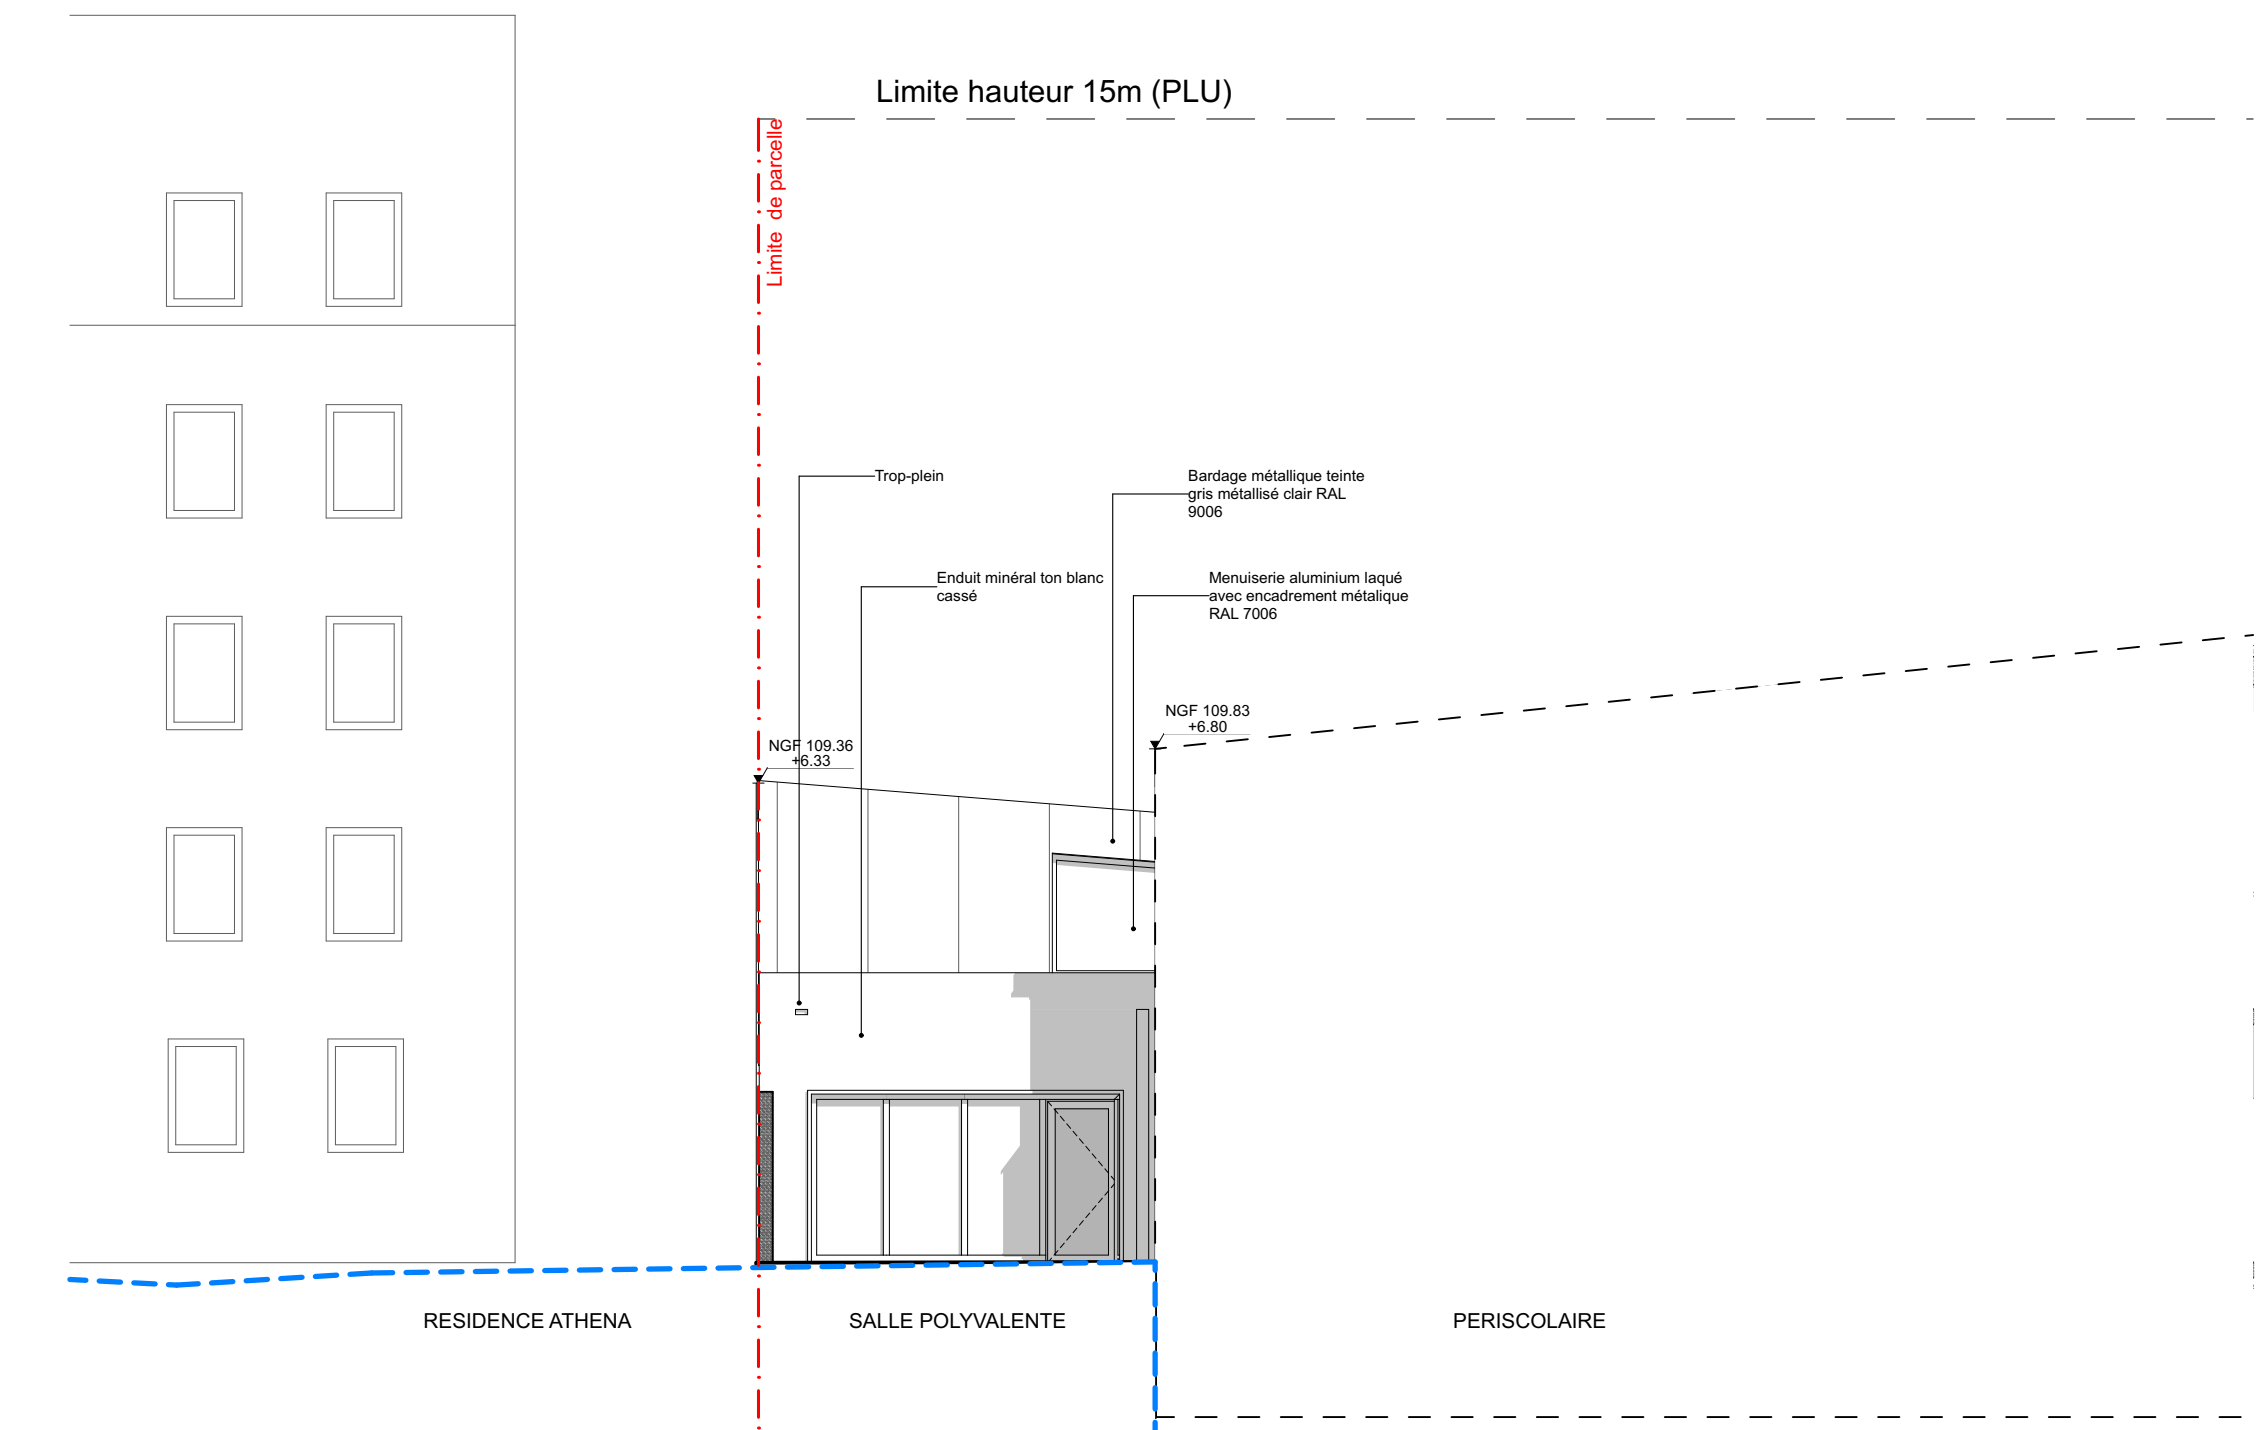 Limite hauteur 15m (PLU)
Limite de parcelle
Trop-plein
Bardage métallique teinte
gris métallisé clair RAL
9006
Enduit minéral ton blanc
cassé
Menuiserie aluminium laqué
avec encadrement métalique
RAL 7006
NGF 109.83
+6.80
NGF 109.36
+6.33
RESIDENCE ATHENA
SALLE POLYVALENTE
PERISCOLAIRE